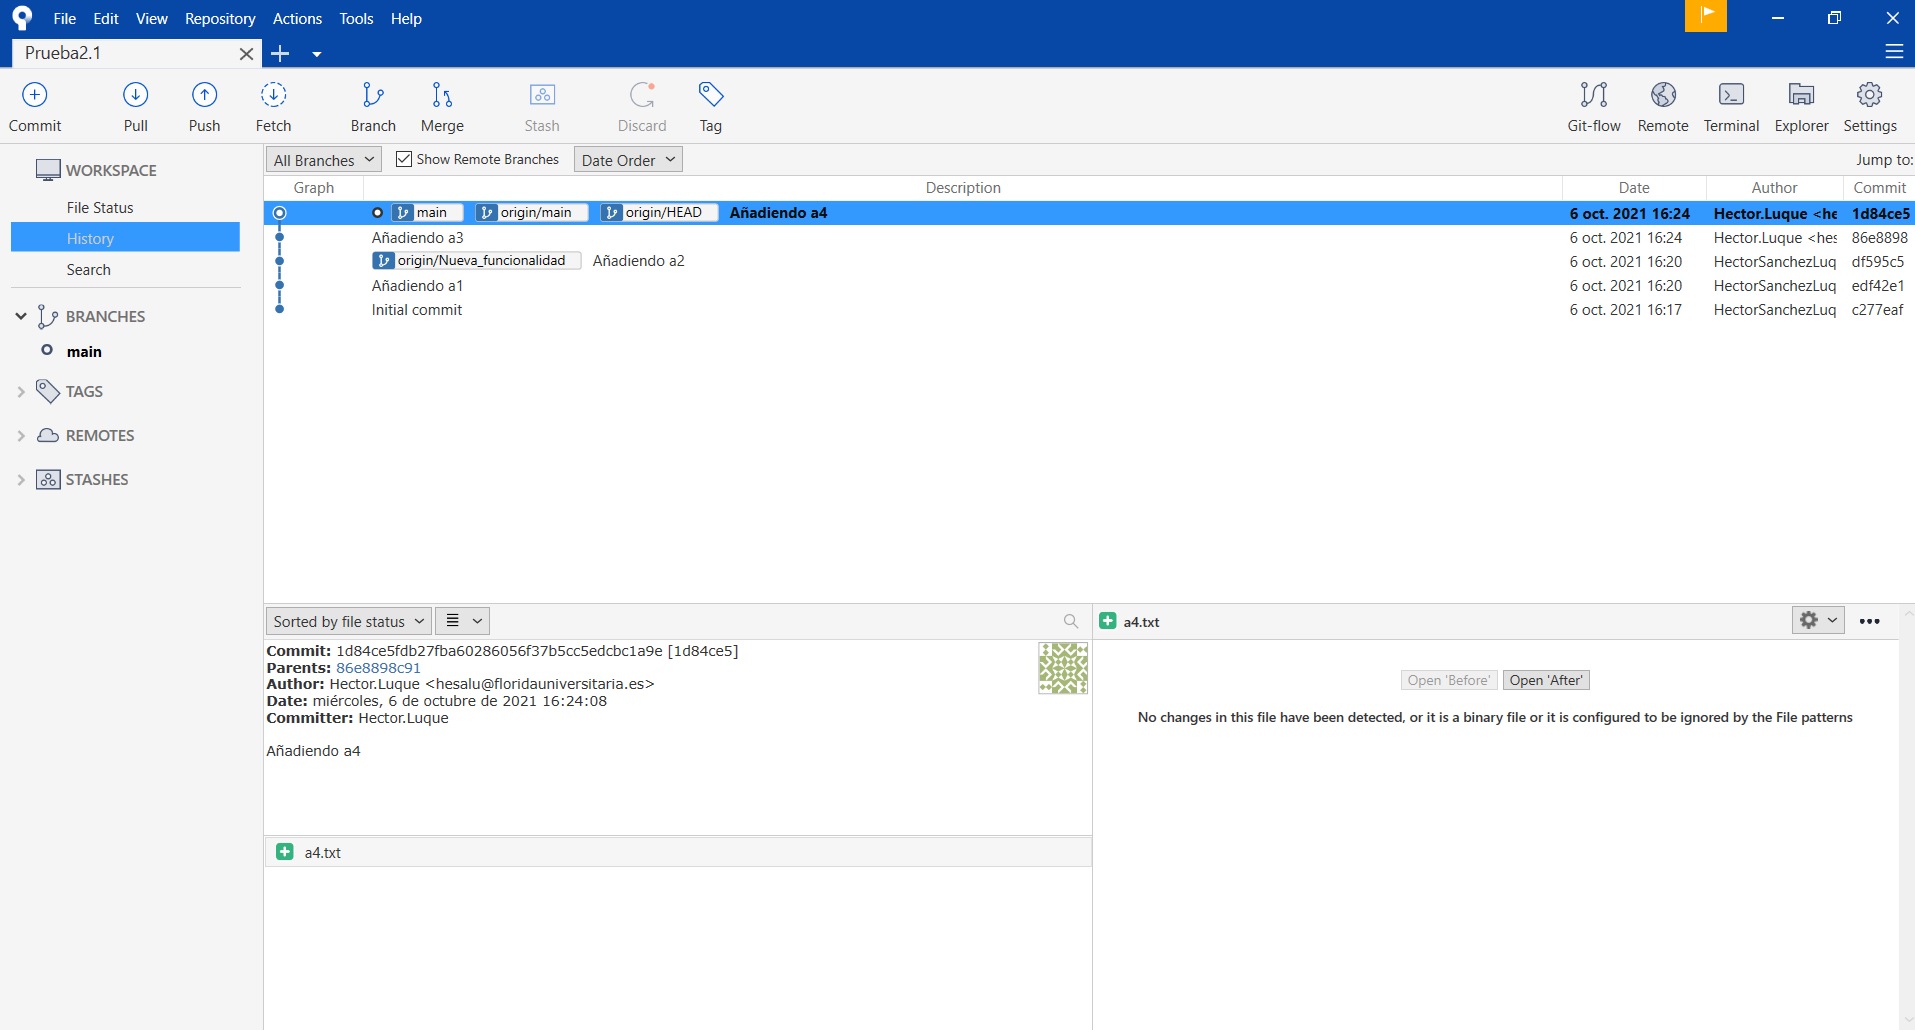 File Edit View Repository Actions Tools Help
Prueba2.1
Commit Pull Push Fetch Branch Merge Stash Discard Tag Git-flow Remote Terminal Explorer Settings
WORKSPACE
File Status
History
Search
BRANCHES
main
TAGS
REMOTES
STASHES
All Branches Show Remote Branches Date Order Jump to:
Graph Description Date Author Commit
main origin/main origin/HEAD Añadiendo a4 6 oct. 2021 16:24 Hector.Luque <he 1d84ce5
Añadiendo a3 6 oct. 2021 16:24 Hector.Luque <hes 86e8898
origin/Nueva_funcionalidad Añadiendo a2 6 oct. 2021 16:20 HectorSanchezLuq df595c5
Añadiendo a1 6 oct. 2021 16:20 HectorSanchezLuq edf42e1
Initial commit 6 oct. 2021 16:17 HectorSanchezLuq c277eaf
Sorted by file status
Commit: 1d84ce5fdb27fba60286056f37b5cc5edcbc1a9e [1d84ce5]
Parents: 86e8898c91
Author: Hector.Luque <hesalu@floridauniversitaria.es>
Date: miércoles, 6 de octubre de 2021 16:24:08
Committer: Hector.Luque
Añadiendo a4
a4.txt
a4.txt
Open 'Before' Open 'After'
No changes in this file have been detected, or it is a binary file or it is configured to be ignored by the File patterns